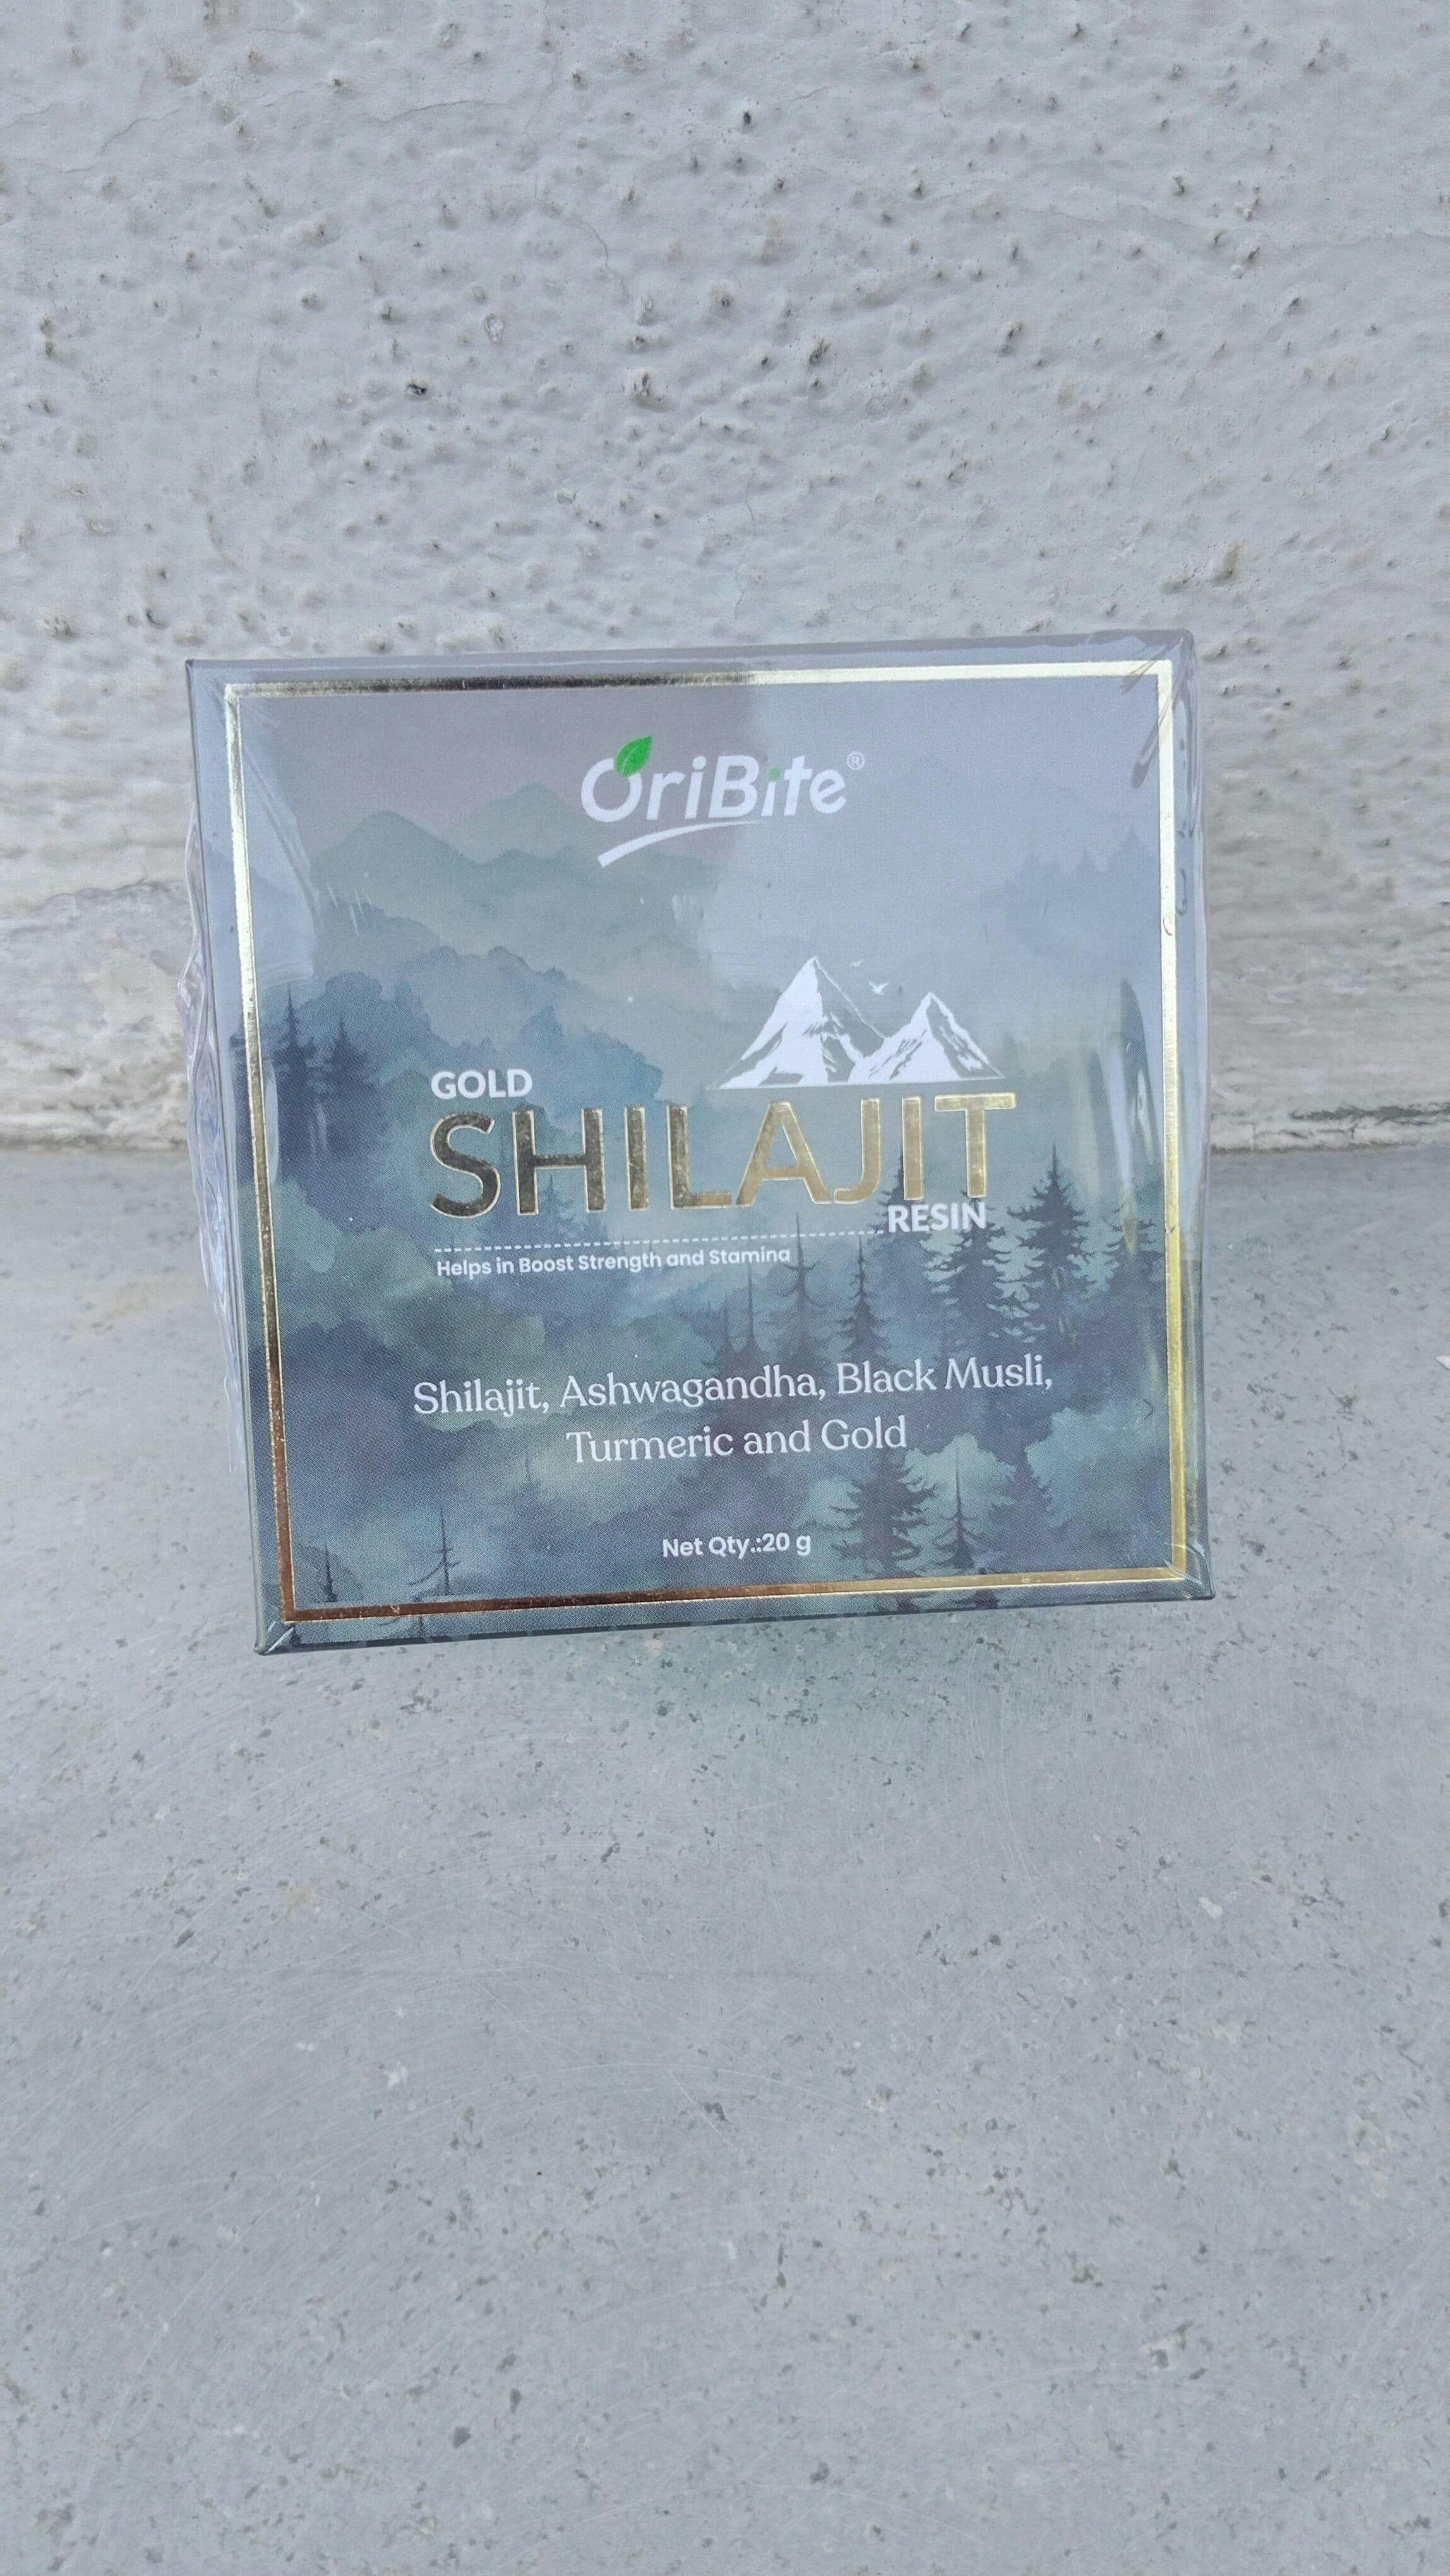 OriBite®
GOLD
SHILAJIT
RESIN
Helps in Boost Strength and Stamina
Shilajit, Ashwagandha, Black Musli,
Turmeric and Gold
Net Qty.:20 g